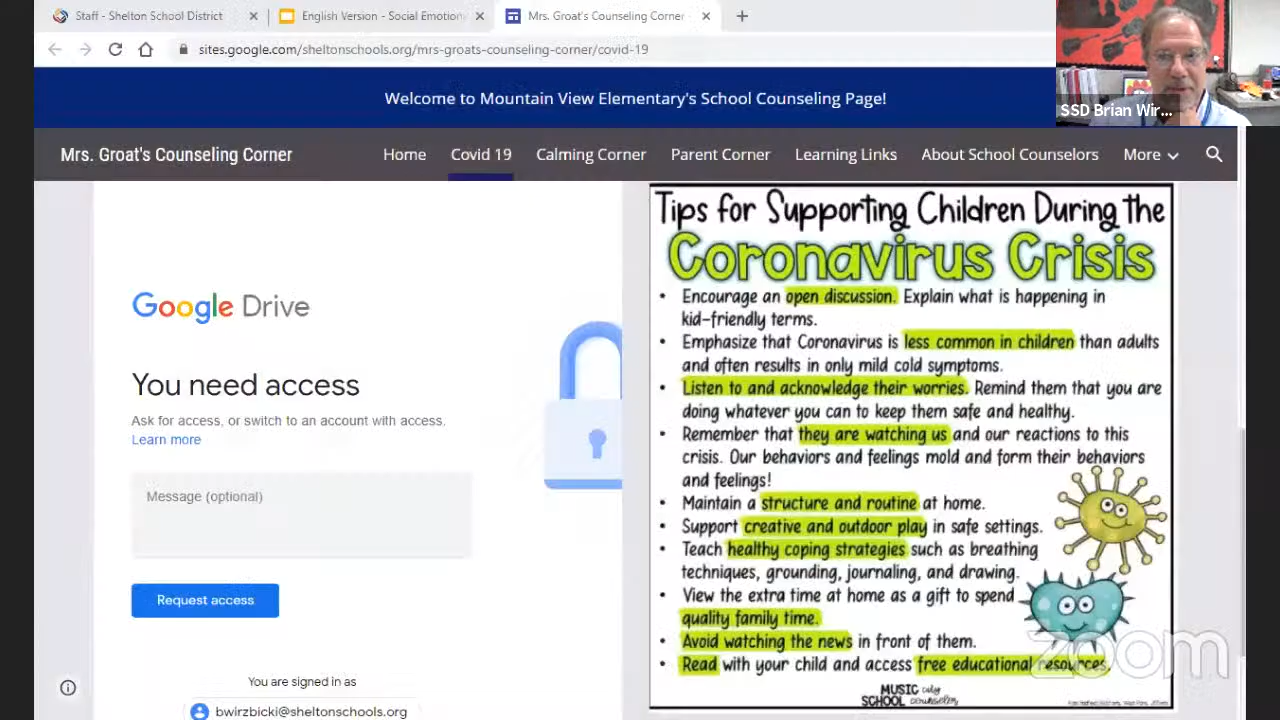 Staff - Shelton School District
English Version - Social Emotion
Mrs. Groat's Counseling Corner
sites.google.com/sheltonschools.org/mrs-groats-counseling-corner/covid-19
SSD Brian Wir...
Welcome to Mountain View Elementary's School Counseling Page!
Mrs. Groat's Counseling Corner
Home
Covid 19
Calming Corner
Parent Corner
Learning Links
About School Counselors
More
Google Drive
You need access
Ask for access, or switch to an account with access.
Learn more
Message (optional)
Request access
You are signed in as
bwirzbicki@sheltonschools.org
Tips for Supporting Children During the
Coronavirus Crisis
• Encourage an open discussion. Explain what is happening in
kid-friendly terms.
• Emphasize that Coronavirus is less common in children than adults
and often results in only mild cold symptoms.
• Listen to and acknowledge their worries. Remind them that you are
doing whatever you can to keep them safe and healthy.
• Remember that they are watching us and our reactions to this
crisis. Our behaviors and feelings mold and form their behaviors
and feelings!
• Maintain a structure and routine at home.
• Support creative and outdoor play in safe settings.
• Teach healthy coping strategies such as breathing
techniques, grounding, journaling, and drawing.
• View the extra time at home as a gift to spend
quality family time.
• Avoid watching the news in front of them.
• Read with your child and access free educational resources.
MUSIC city
SCHOOL counselor
zoom